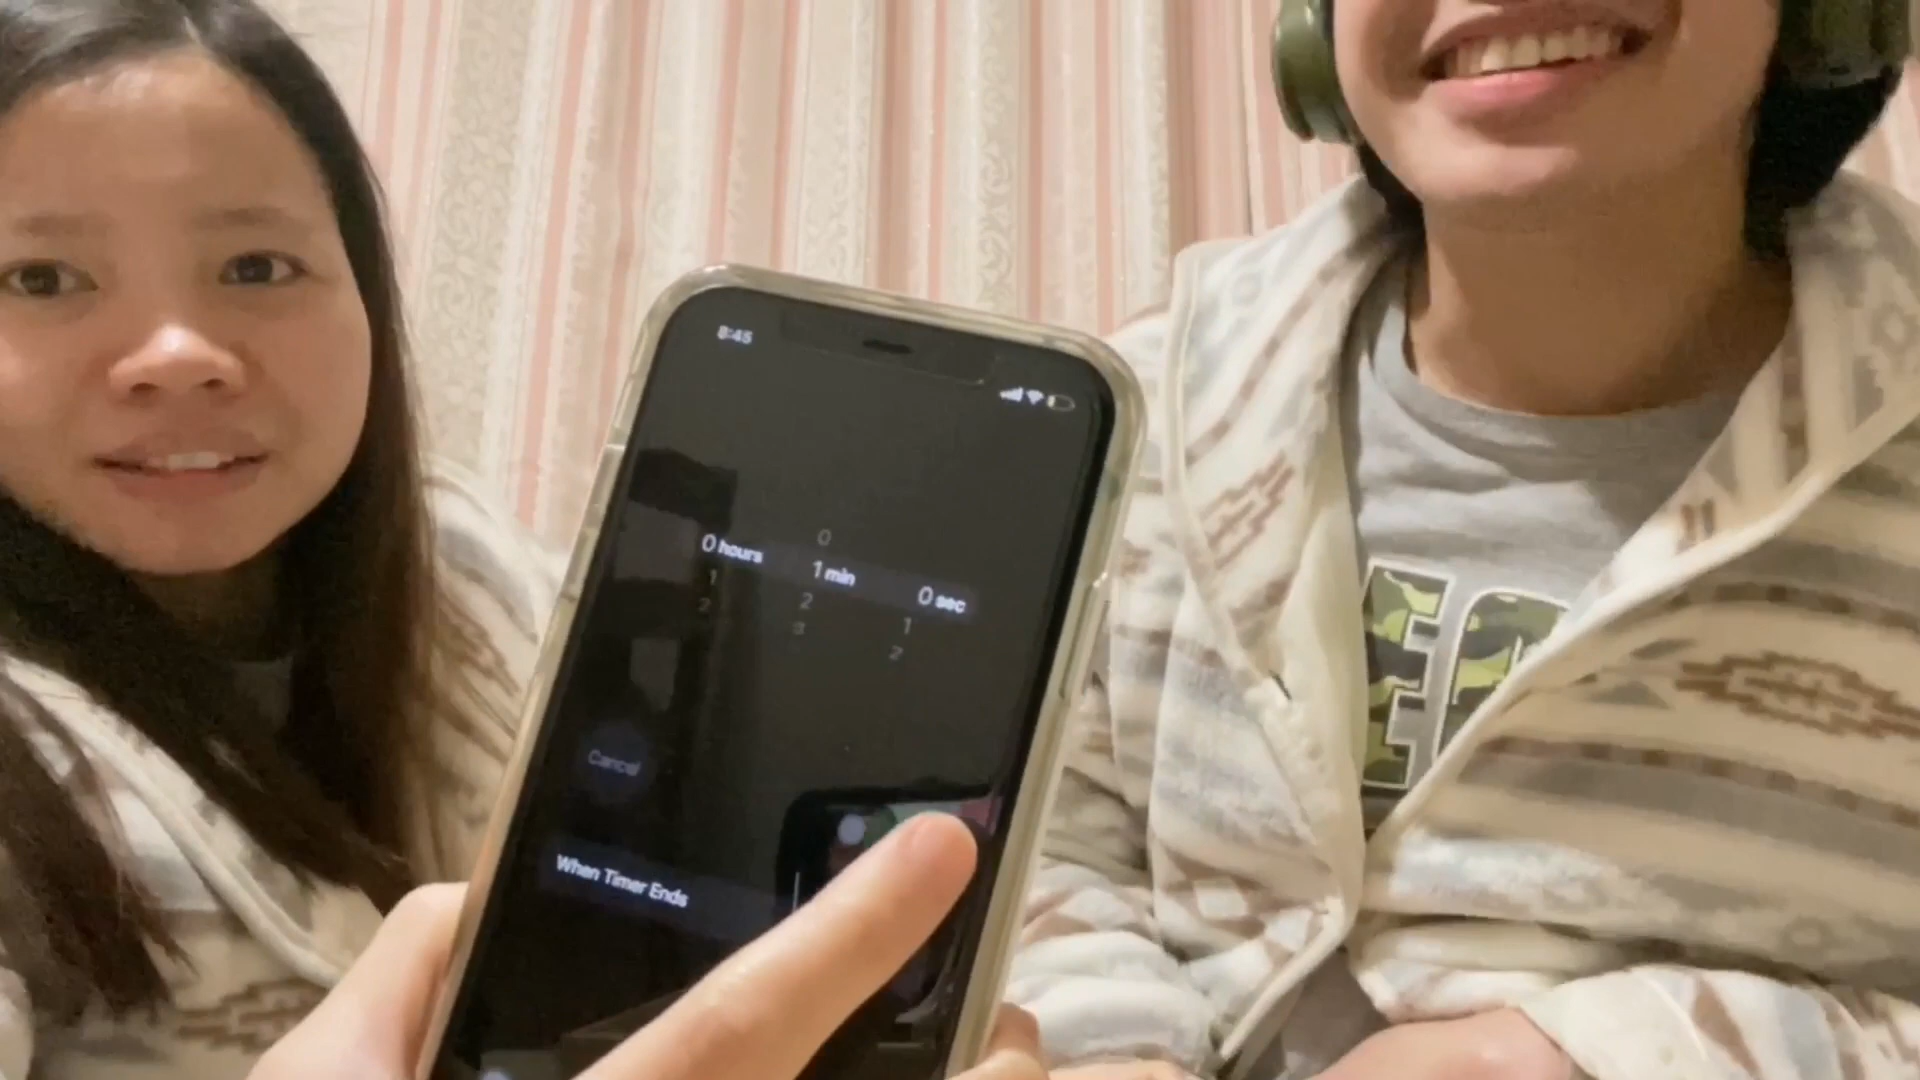 8:45
0
0 hours 1 min 0 sec
1 2 1
2 3 2
Cancel
When Timer Ends